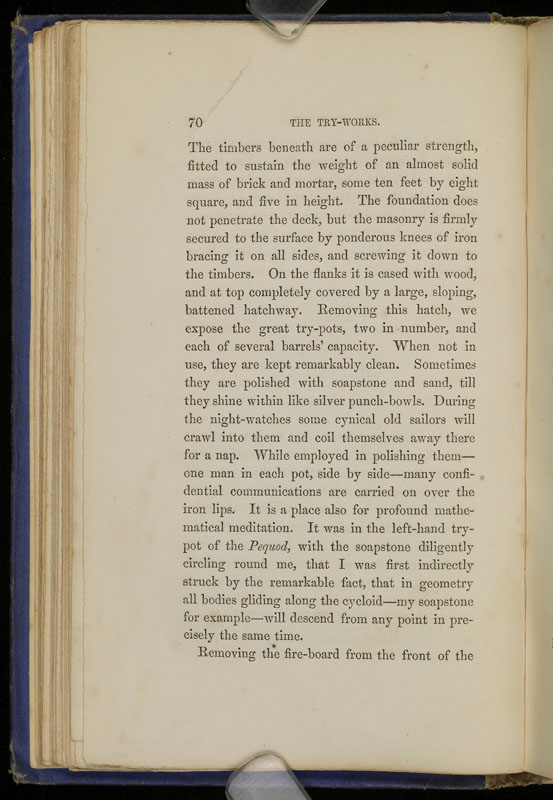 70 THE TRY-WORKS.
The timbers beneath are of a peculiar strength,
fitted to sustain the weight of an almost solid
mass of brick and mortar, some ten feet by eight
square, and five in height. The foundation does
not penetrate the deck, but the masonry is firmly
secured to the surface by ponderous knees of iron
bracing it on all sides, and screwing it down to
the timbers. On the flanks it is cased with wood,
and at top completely covered by a large, sloping,
battened hatchway. Removing this hatch, we
expose the great try-pots, two in number, and
each of several barrels' capacity. When not in
use, they are kept remarkably clean. Sometimes
they are polished with soapstone and sand, till
they shine within like silver punch-bowls. During
the night-watches some cynical old sailors will
crawl into them and coil themselves away there
for a nap. While employed in polishing them—
one man in each pot, side by side—many confi-
dential communications are carried on over the
iron lips. It is a place also for profound mathe-
matical meditation. It was in the left-hand try-
pot of the Pequod, with the soapstone diligently
circling round me, that I was first indirectly
struck by the remarkable fact, that in geometry
all bodies gliding along the cycloid—my soapstone
for example—will descend from any point in pre-
cisely the same time.
Removing the fire-board from the front of the